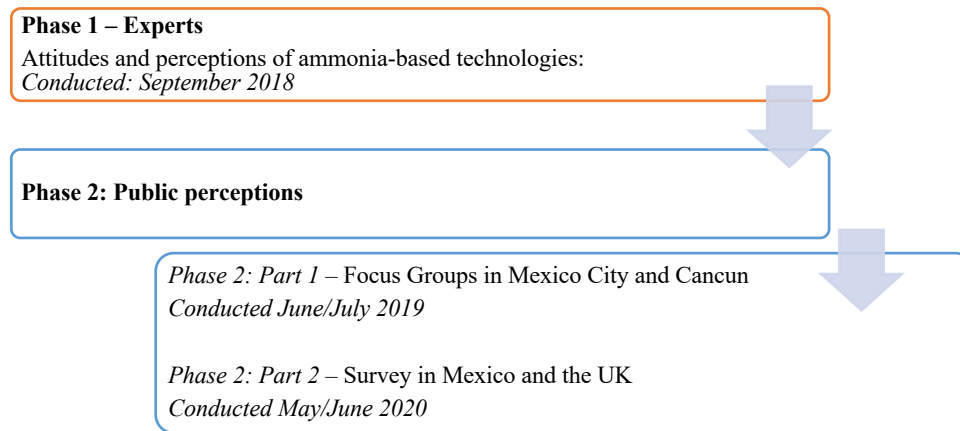 Phase 1 – Experts
Attitudes and perceptions of ammonia-based technologies:
Conducted: September 2018
Phase 2: Public perceptions
Phase 2: Part 1 – Focus Groups in Mexico City and Cancun
Conducted June/July 2019
Phase 2: Part 2 – Survey in Mexico and the UK
Conducted May/June 2020